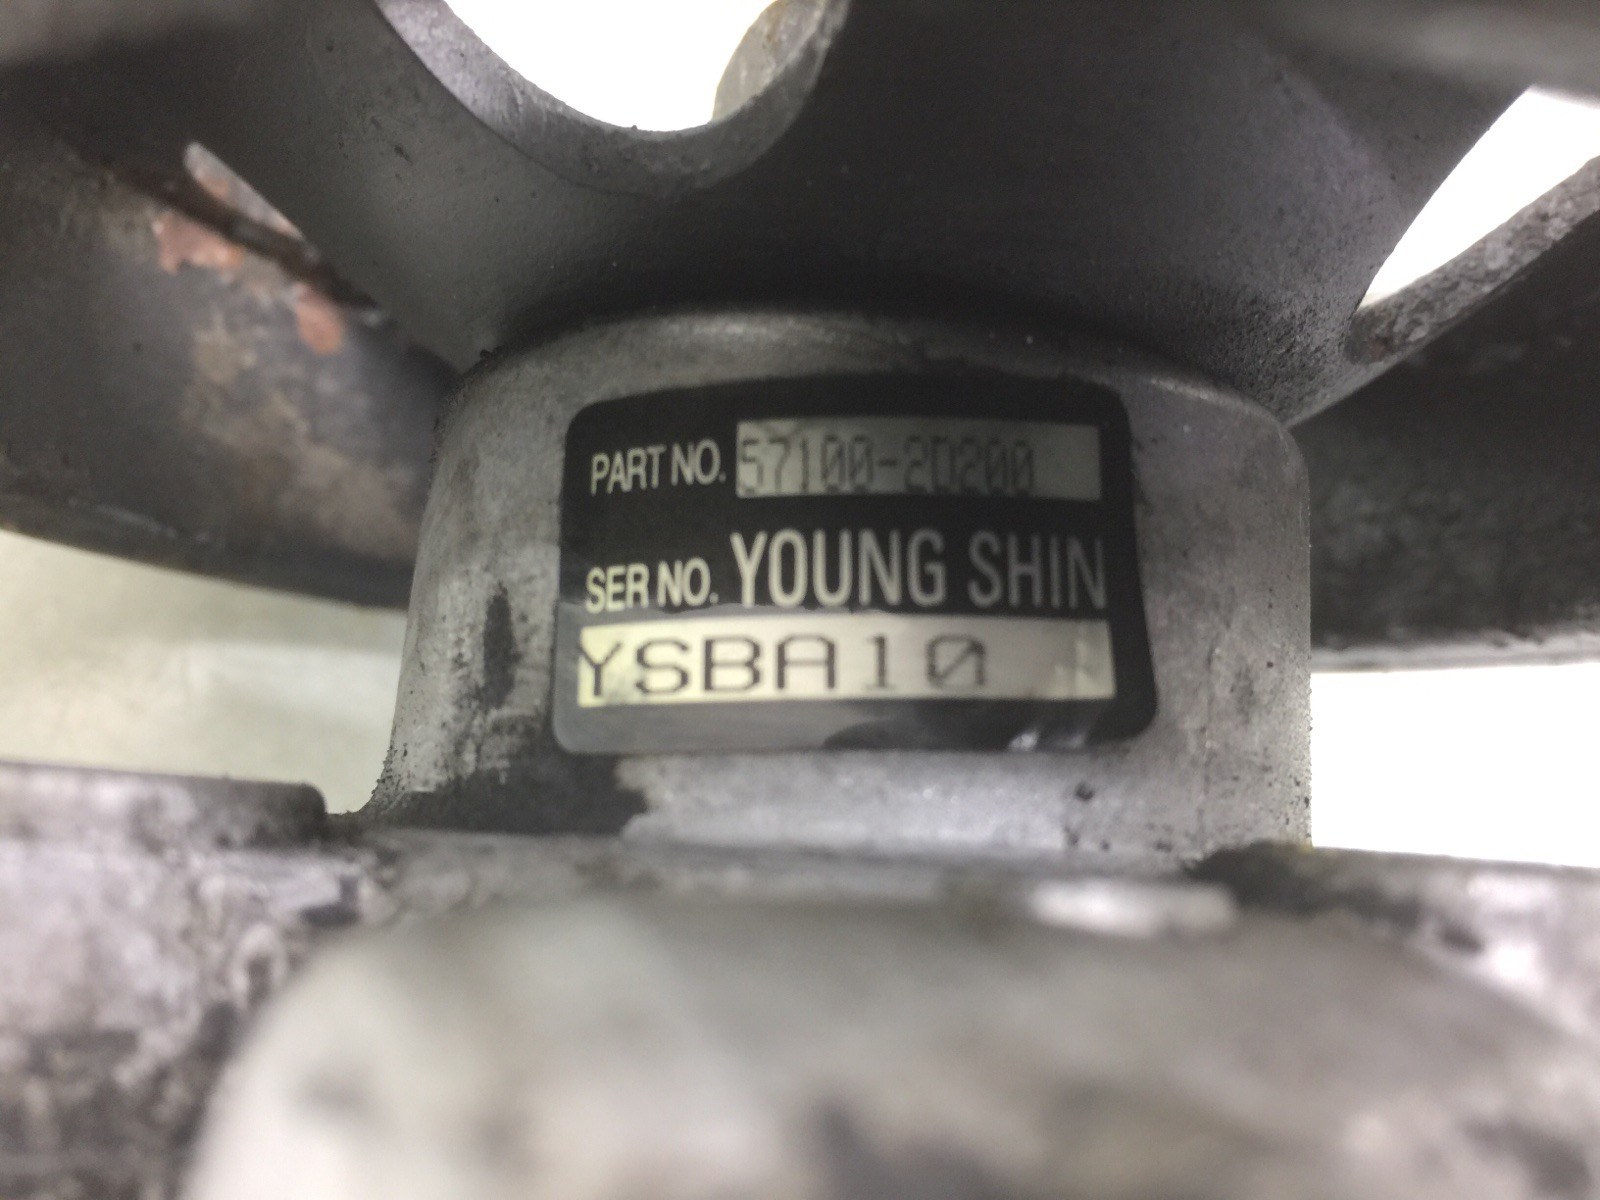 PART NO. 57100-2D200
SER NO. YOUNG SHIN
YSBA10